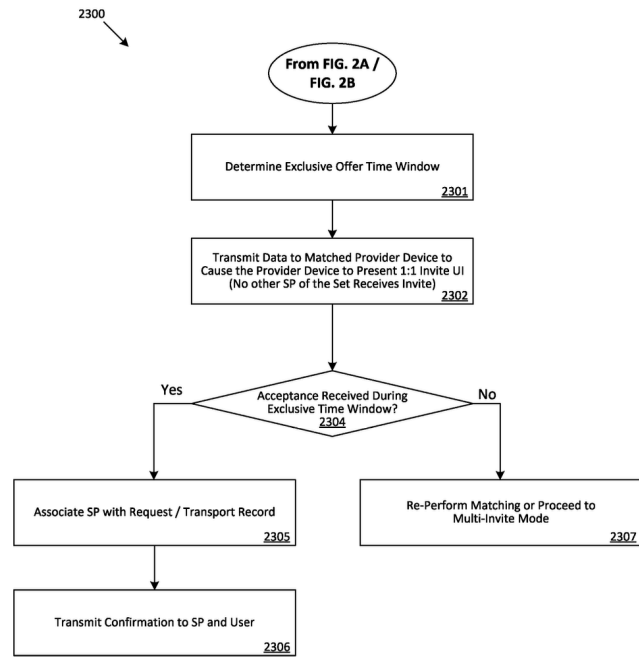 2300
From FIG. 2A /
FIG. 2B
Determine Exclusive Offer Time Window
2301
Transmit Data to Matched Provider Device to
Cause the Provider Device to Present 1:1 Invite UI
(No other SP of the Set Receives Invite)
2302
Yes
Acceptance Received During
Exclusive Time Window?
2304
No
Associate SP with Request / Transport Record
2305
Re-Perform Matching or Proceed to
Multi-Invite Mode
2307
Transmit Confirmation to SP and User
2306